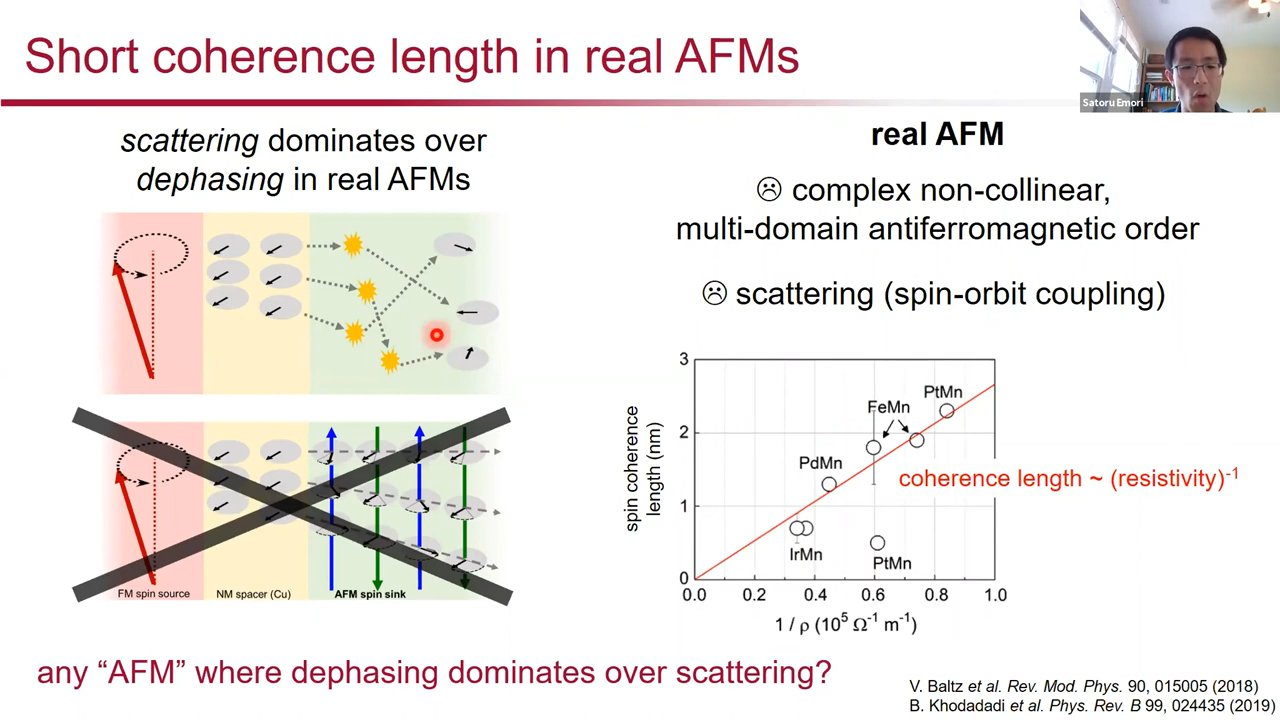 Short coherence length in real AFMs
Satoru Emori
scattering dominates over
dephasing in real AFMs
FM spin source
NM spacer (Cu)
AFM spin sink
real AFM
☹ complex non-collinear,
multi-domain antiferromagnetic order
☹ scattering (spin-orbit coupling)
spin coherence
length (nm)
3
2
1
0
PtMn
FeMn
PdMn
coherence length ~ (resistivity)⁻¹
IrMn
PtMn
0.0 0.2 0.4 0.6 0.8 1.0
1 / ρ (10⁵ Ω⁻¹ m⁻¹)
any “AFM” where dephasing dominates over scattering?
V. Baltz et al. Rev. Mod. Phys. 90, 015005 (2018)
B. Khodadadi et al. Phys. Rev. B 99, 024435 (2019)